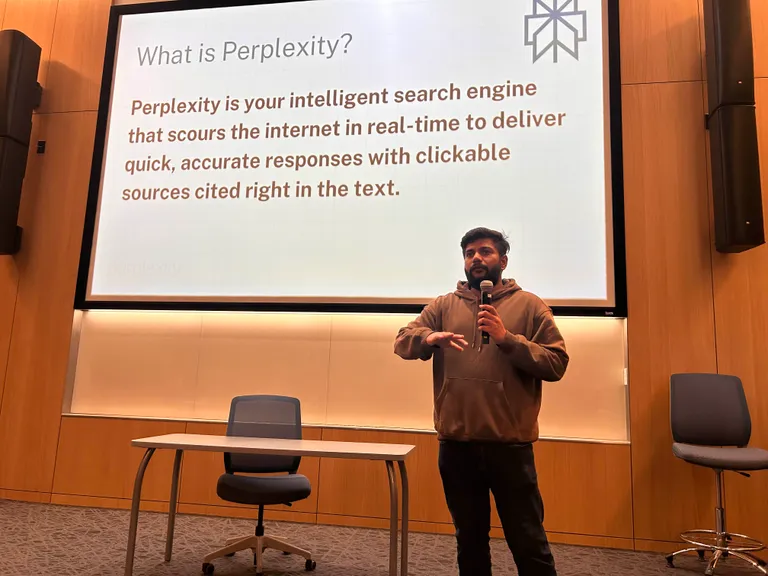 What is Perplexity?
Perplexity is your intelligent search engine
that scours the internet in real-time to deliver
quick, accurate responses with clickable
sources cited right in the text.